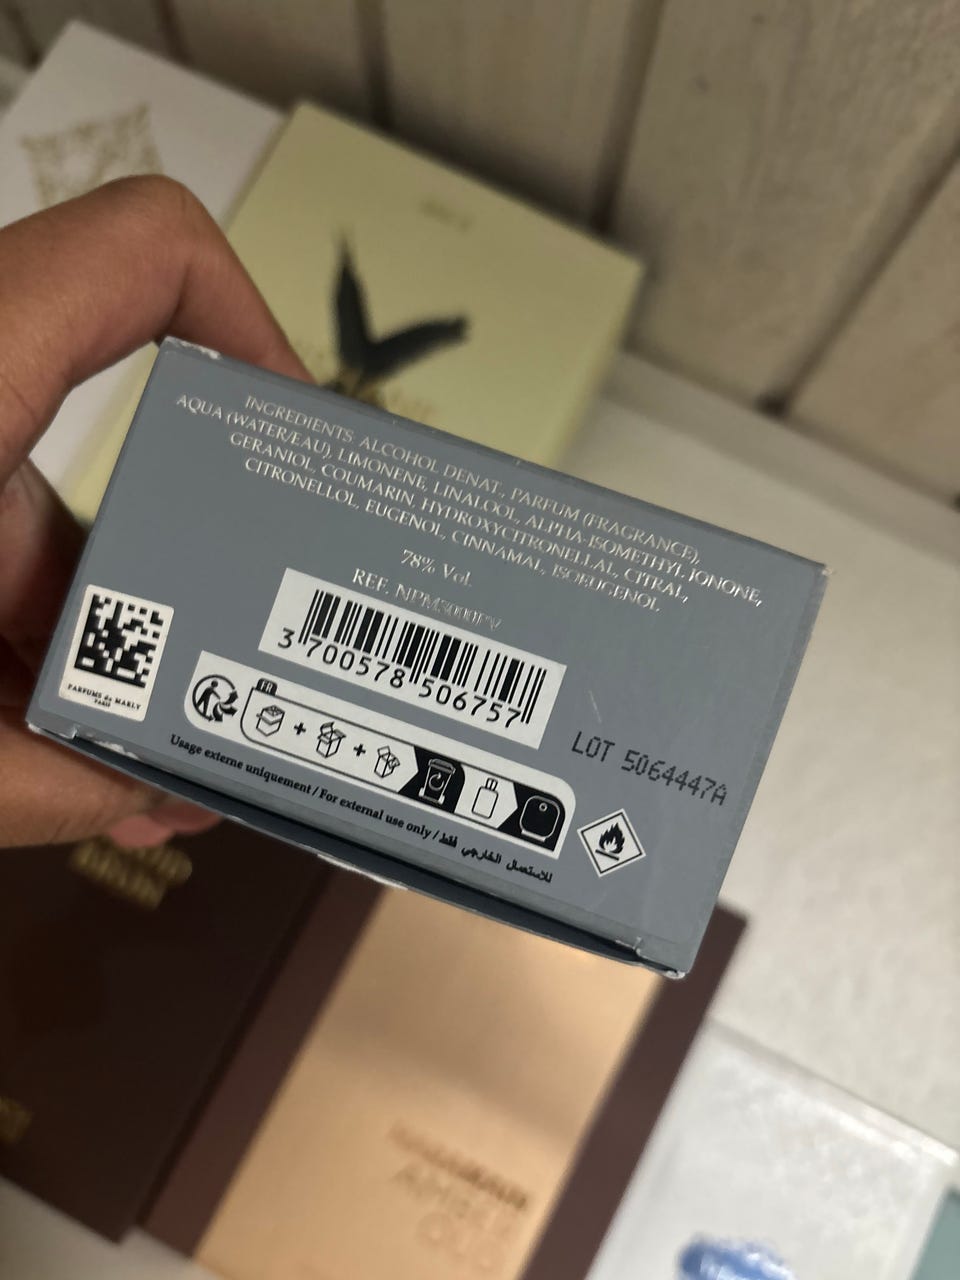 INGREDIENTS: ALCOHOL DENAT., PARFUM (FRAGRANCE),
AQUA (WATER/EAU), LIMONENE, LINALOOL, ALPHA-ISOMETHYL IONONE,
GERANIOL, COUMARIN, HYDROXYCITRONELLAL, CITRAL,
CITRONELLOL, EUGENOL, CINNAMAL, ISOEUGENOL
78% Vol.
REF. NPM3000PV
3 700578 506757
PARFUMS de MARLY
PARIS
FR
LOT 5064447A
Usage externe uniquement / For external use only / للاستعمال الخارجي فقط